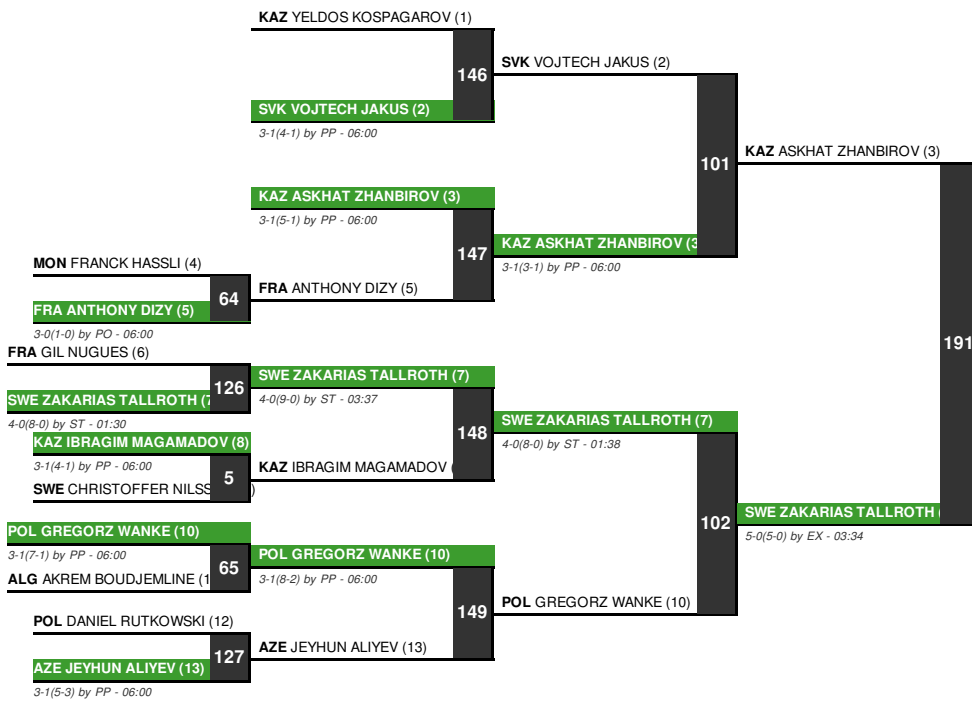 KAZ YELDOS KOSPAGAROV (1)
146
SVK VOJTECH JAKUS (2)
SVK VOJTECH JAKUS (2)
3-1(4-1) by PP - 06:00
KAZ ASKHAT ZHANBIROV (3)
101
KAZ ASKHAT ZHANBIROV (3)
3-1(5-1) by PP - 06:00
147
KAZ ASKHAT ZHANBIROV (3
3-1(3-1) by PP - 06:00
MON FRANCK HASSLI (4)
64
FRA ANTHONY DIZY (5)
FRA ANTHONY DIZY (5)
3-0(1-0) by PO - 06:00
191
FRA GIL NUGUES (6)
126
SWE ZAKARIAS TALLROTH (7)
4-0(9-0) by ST - 03:37
SWE ZAKARIAS TALLROTH (7
4-0(8-0) by ST - 01:30
148
SWE ZAKARIAS TALLROTH (7)
4-0(8-0) by ST - 01:38
KAZ IBRAGIM MAGAMADOV (8)
3-1(4-1) by PP - 06:00
5
KAZ IBRAGIM MAGAMADOV (
SWE CHRISTOFFER NILSS )
102
SWE ZAKARIAS TALLROTH (
5-0(5-0) by EX - 03:34
POL GREGORZ WANKE (10)
3-1(7-1) by PP - 06:00
65
POL GREGORZ WANKE (10)
3-1(8-2) by PP - 06:00
ALG AKREM BOUDJEMLINE (1
149
POL GREGORZ WANKE (10)
POL DANIEL RUTKOWSKI (12)
127
AZE JEYHUN ALIYEV (13)
AZE JEYHUN ALIYEV (13)
3-1(5-3) by PP - 06:00